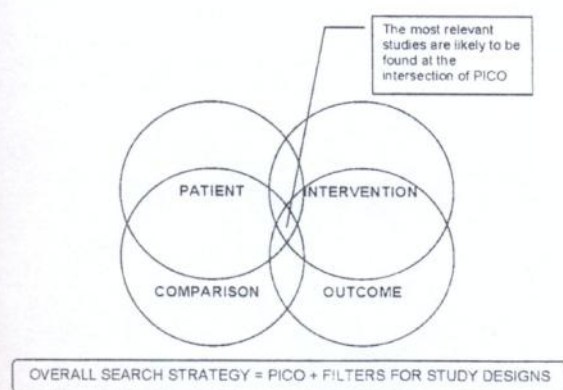 The most relevant
studies are likely to be
found at the
intersection of PICO
PATIENT
INTERVENTION
COMPARISON
OUTCOME
OVERALL SEARCH STRATEGY = PICO + FILTERS FOR STUDY DESIGNS